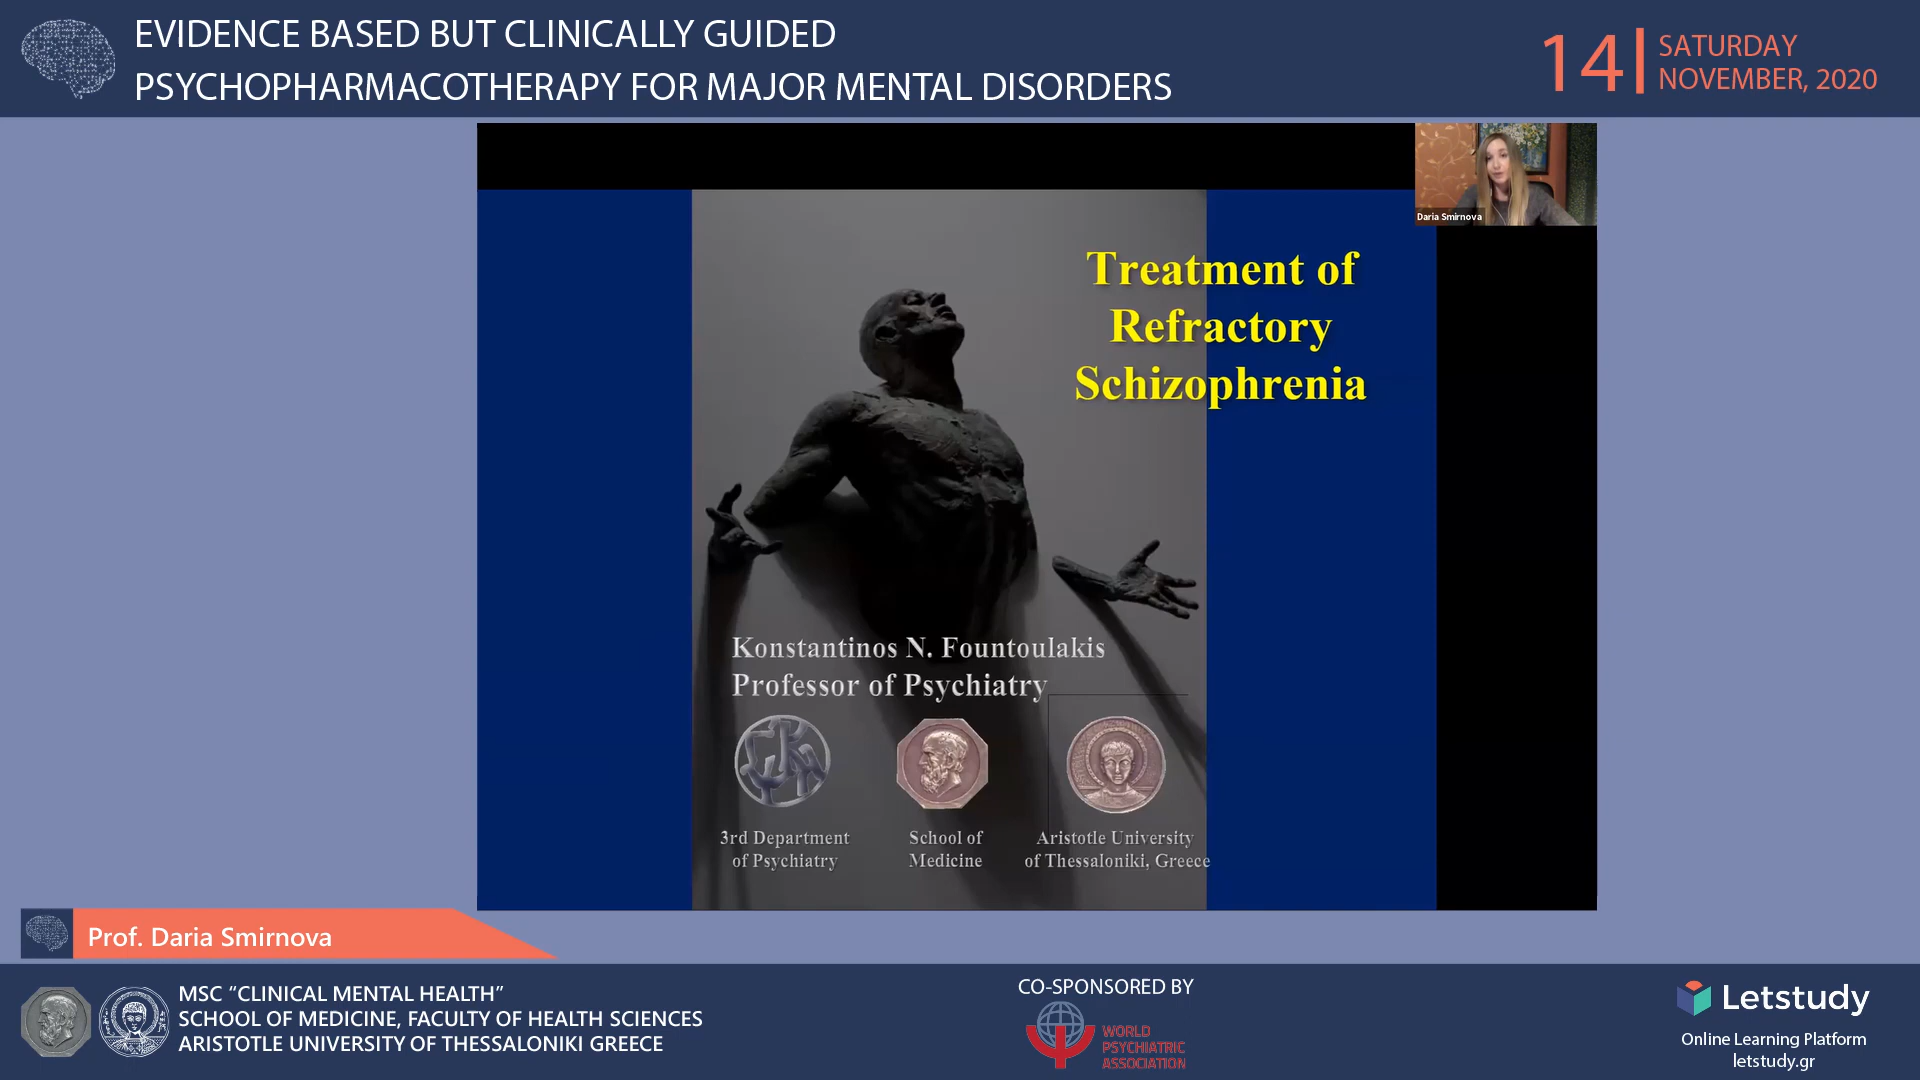 EVIDENCE BASED BUT CLINICALLY GUIDED
PSYCHOPHARMACOTHERAPY FOR MAJOR MENTAL DISORDERS
14
SATURDAY
NOVEMBER, 2020
Daria Smirnova
Treatment of
Refractory
Schizophrenia
Konstantinos N. Fountoulakis
Professor of Psychiatry
3rd Department
of Psychiatry
School of
Medicine
Aristotle University
of Thessaloniki, Greece
Prof. Daria Smirnova
MSC “CLINICAL MENTAL HEALTH”
SCHOOL OF MEDICINE, FACULTY OF HEALTH SCIENCES
ARISTOTLE UNIVERSITY OF THESSALONIKI GREECE
CO-SPONSORED BY
WORLD
PSYCHIATRIC
ASSOCIATION
Letstudy
Online Learning Platform
letstudy.gr